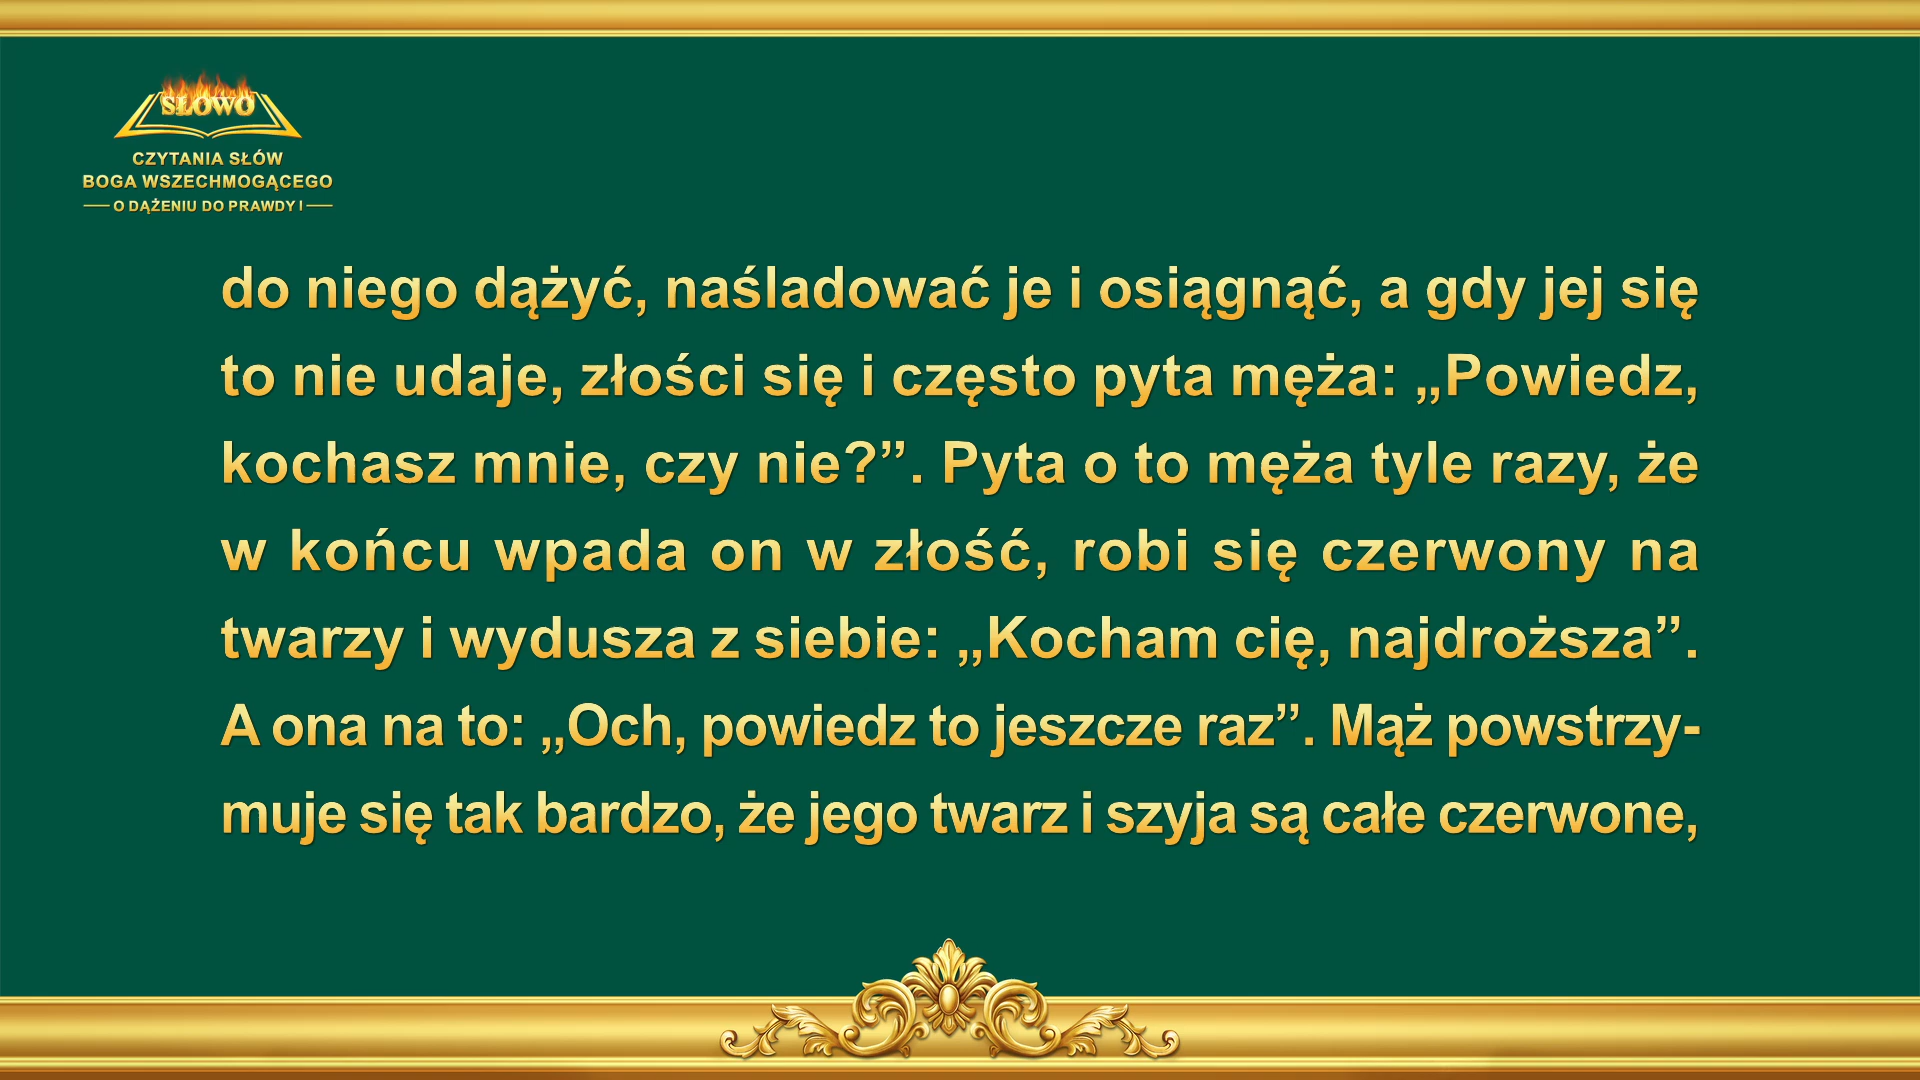 SŁOWO
CZYTANIA SŁÓW
BOGA WSZECHMOGĄCEGO
O DĄŻENIU DO PRAWDY I
do niego dążyć, naśladować je i osiągnąć, a gdy jej się
to nie udaje, złości się i często pyta męża: „Powiedz,
kochasz mnie, czy nie?”. Pyta o to męża tyle razy, że
w końcu wpada on w złość, robi się czerwony na
twarzy i wydusza z siebie: „Kocham cię, najdroższa”.
A ona na to: „Och, powiedz to jeszcze raz”. Mąż powstrzy-
muje się tak bardzo, że jego twarz i szyja są całe czerwone,